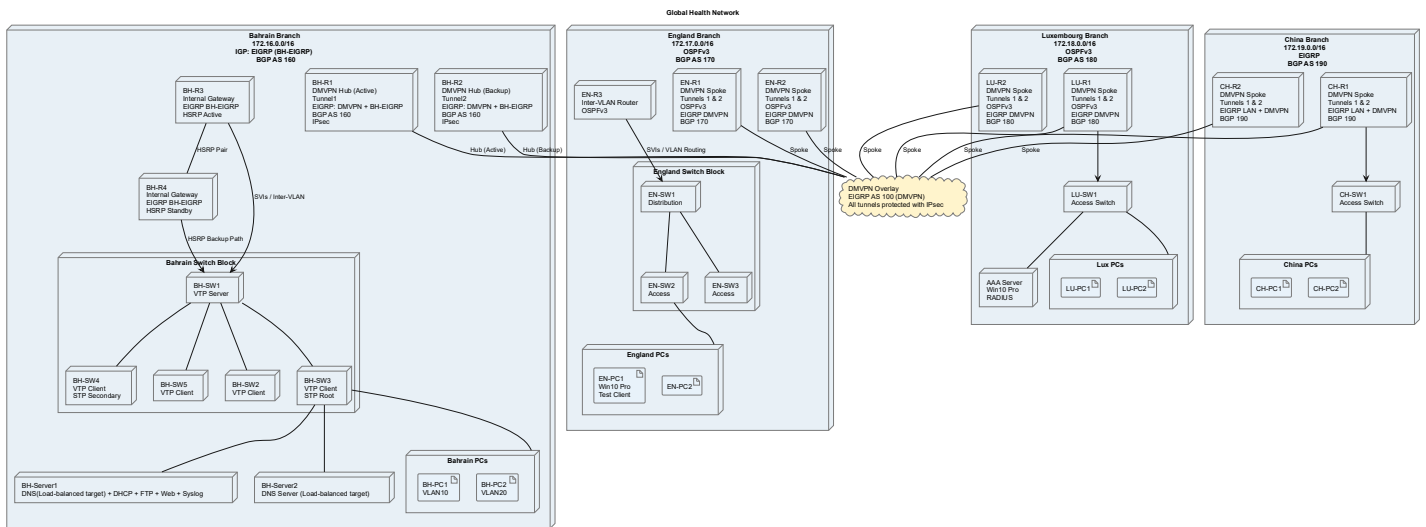 Global Health Network
Bahrain Branch
172.16.0.0/16
IGP: EIGRP (BH-EIGRP)
BGP AS 160
BH-R3
Internal Gateway
EIGRP BH-EIGRP
HSRP Active
BH-R1
DMVPN Hub (Active)
Tunnel1
EIGRP: DMVPN + BH-EIGRP
BGP AS 160
IPsec
BH-R2
DMVPN Hub (Backup)
Tunnel2
EIGRP: DMVPN + BH-EIGRP
BGP AS 160
IPsec
HSRP Pair
Hub (Active)
Hub (Backup)
BH-R4
Internal Gateway
EIGRP BH-EIGRP
HSRP Standby
SVIs / Inter-VLAN
HSRP Backup Path
Bahrain Switch Block
BH-SW1
VTP Server
BH-SW4
VTP Client
STP Secondary
BH-SW5
VTP Client
BH-SW2
VTP Client
BH-SW3
VTP Client
STP Root
BH-Server1
DNS(Load-balanced target) + DHCP + FTP + Web + Syslog
BH-Server2
DNS Server (Load-balanced target)
Bahrain PCs
BH-PC1
VLAN10
BH-PC2
VLAN20
England Branch
172.17.0.0/16
OSPFv3
BGP AS 170
EN-R3
Inter-VLAN Router
OSPFv3
EN-R1
DMVPN Spoke
Tunnels 1 & 2
OSPFv3
EIGRP DMVPN
BGP 170
EN-R2
DMVPN Spoke
Tunnels 1 & 2
OSPFv3
EIGRP DMVPN
BGP 170
SVIs / VLAN Routing
Spoke
Spoke
England Switch Block
EN-SW1
Distribution
EN-SW2
Access
EN-SW3
Access
England PCs
EN-PC1
Win10 Pro
Test Client
EN-PC2
DMVPN Overlay
EIGRP AS 100 (DMVPN)
All tunnels protected with IPsec
Luxembourg Branch
172.18.0.0/16
OSPFv3
BGP AS 180
LU-R2
DMVPN Spoke
Tunnels 1 & 2
OSPFv3
EIGRP DMVPN
BGP 180
LU-R1
DMVPN Spoke
Tunnels 1 & 2
OSPFv3
EIGRP DMVPN
BGP 180
Spoke
Spoke
LU-SW1
Access Switch
AAA Server
Win10 Pro
RADIUS
Lux PCs
LU-PC1
LU-PC2
China Branch
172.19.0.0/16
EIGRP
BGP AS 190
CH-R2
DMVPN Spoke
Tunnels 1 & 2
EIGRP LAN + DMVPN
BGP 190
CH-R1
DMVPN Spoke
Tunnels 1 & 2
EIGRP LAN + DMVPN
BGP 190
Spoke
Spoke
CH-SW1
Access Switch
China PCs
CH-PC1
CH-PC2